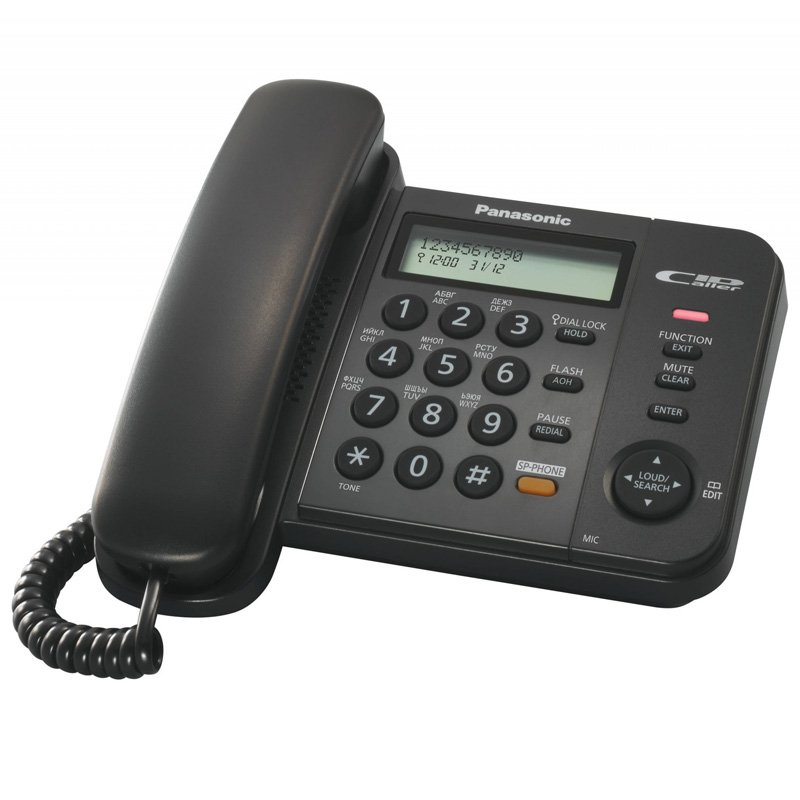 Panasonic
1234567890
12:00 31/12
CID
Caller
АБВГ
ABC
ДЕЖЗ
DEF
1 2 3
DIAL LOCK
HOLD
FUNCTION
EXIT
ИЙКЛ
GHI
МНОП
JKL
РСТУ
MNO
4 5 6
FLASH
AOH
MUTE
CLEAR
ФХЦЧ
PQRS
ШЩЪЫ
TUV
ЬЭЮЯ
WXYZ
7 8 9
PAUSE
REDIAL
ENTER
* 0 #
TONE
SP-PHONE
LOUD/
SEARCH
EDIT
MIC